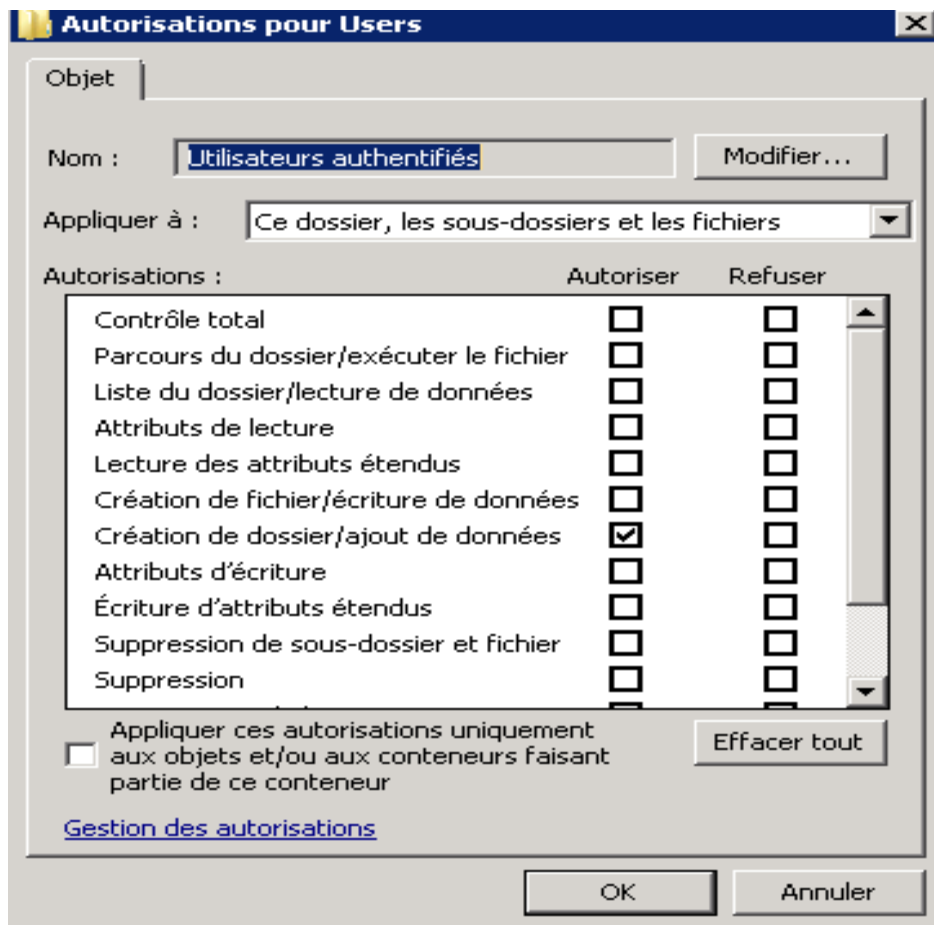 Autorisations pour Users
Objet
Nom :
Utilisateurs authentifiés
Modifier...
Appliquer à :
Ce dossier, les sous-dossiers et les fichiers
Autorisations :
Autoriser
Refuser
Contrôle total
Parcours du dossier/exécuter le fichier
Liste du dossier/lecture de données
Attributs de lecture
Lecture des attributs étendus
Création de fichier/écriture de données
Création de dossier/ajout de données
Attributs d'écriture
Écriture d'attributs étendus
Suppression de sous-dossier et fichier
Suppression
Appliquer ces autorisations uniquement
aux objets et/ou aux conteneurs faisant
partie de ce conteneur
Effacer tout
Gestion des autorisations
OK
Annuler